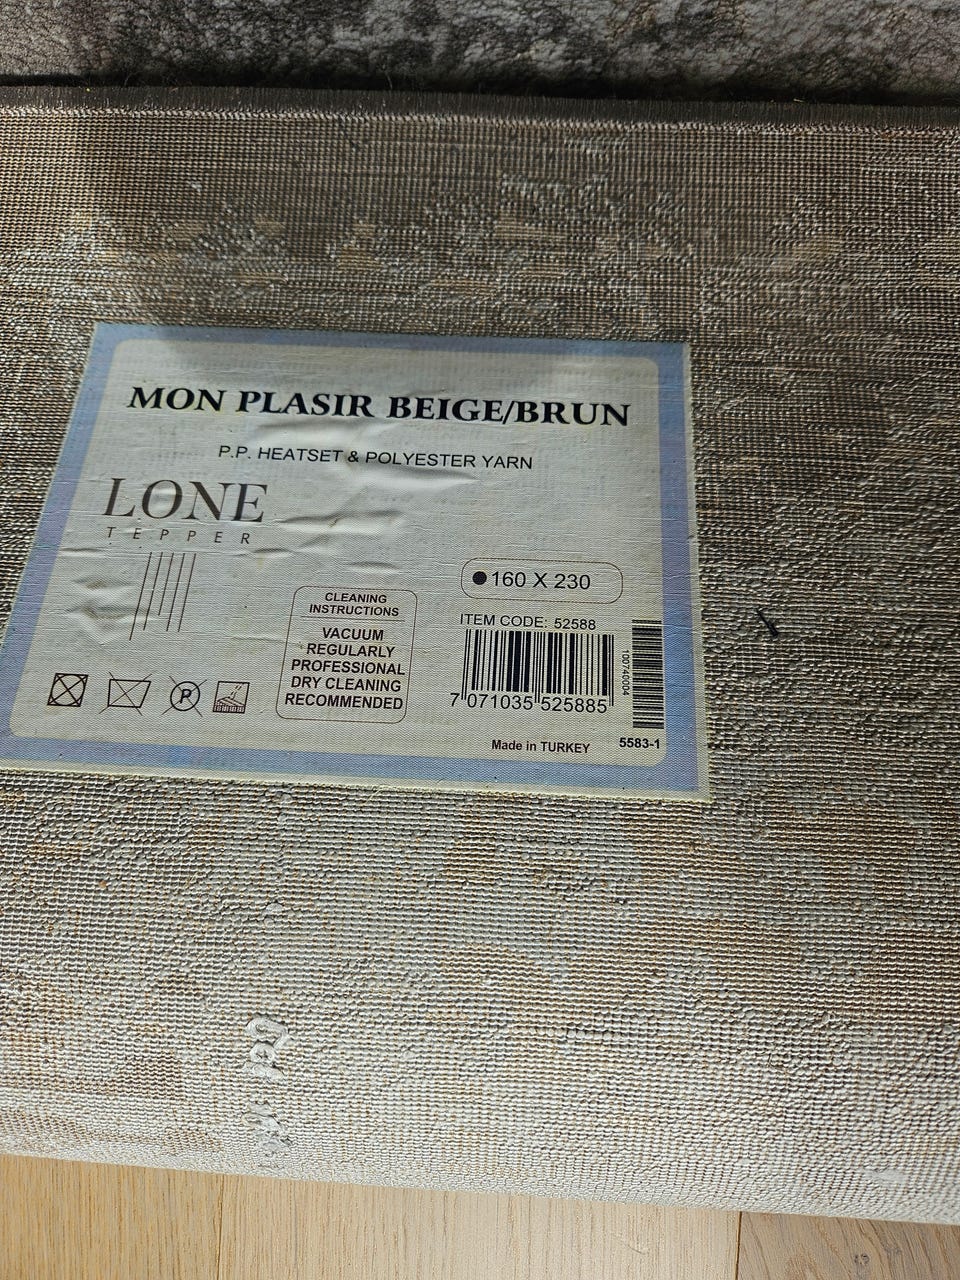 MON PLASIR BEIGE/BRUN
P.P. HEATSET & POLYESTER YARN
LONE
TEPPER
160 X 230
CLEANING
INSTRUCTIONS
VACUUM
REGULARLY
PROFESSIONAL
DRY CLEANING
RECOMMENDED
P
ITEM CODE: 52588
7 071035 525885
100740004
Made in TURKEY
5583-1